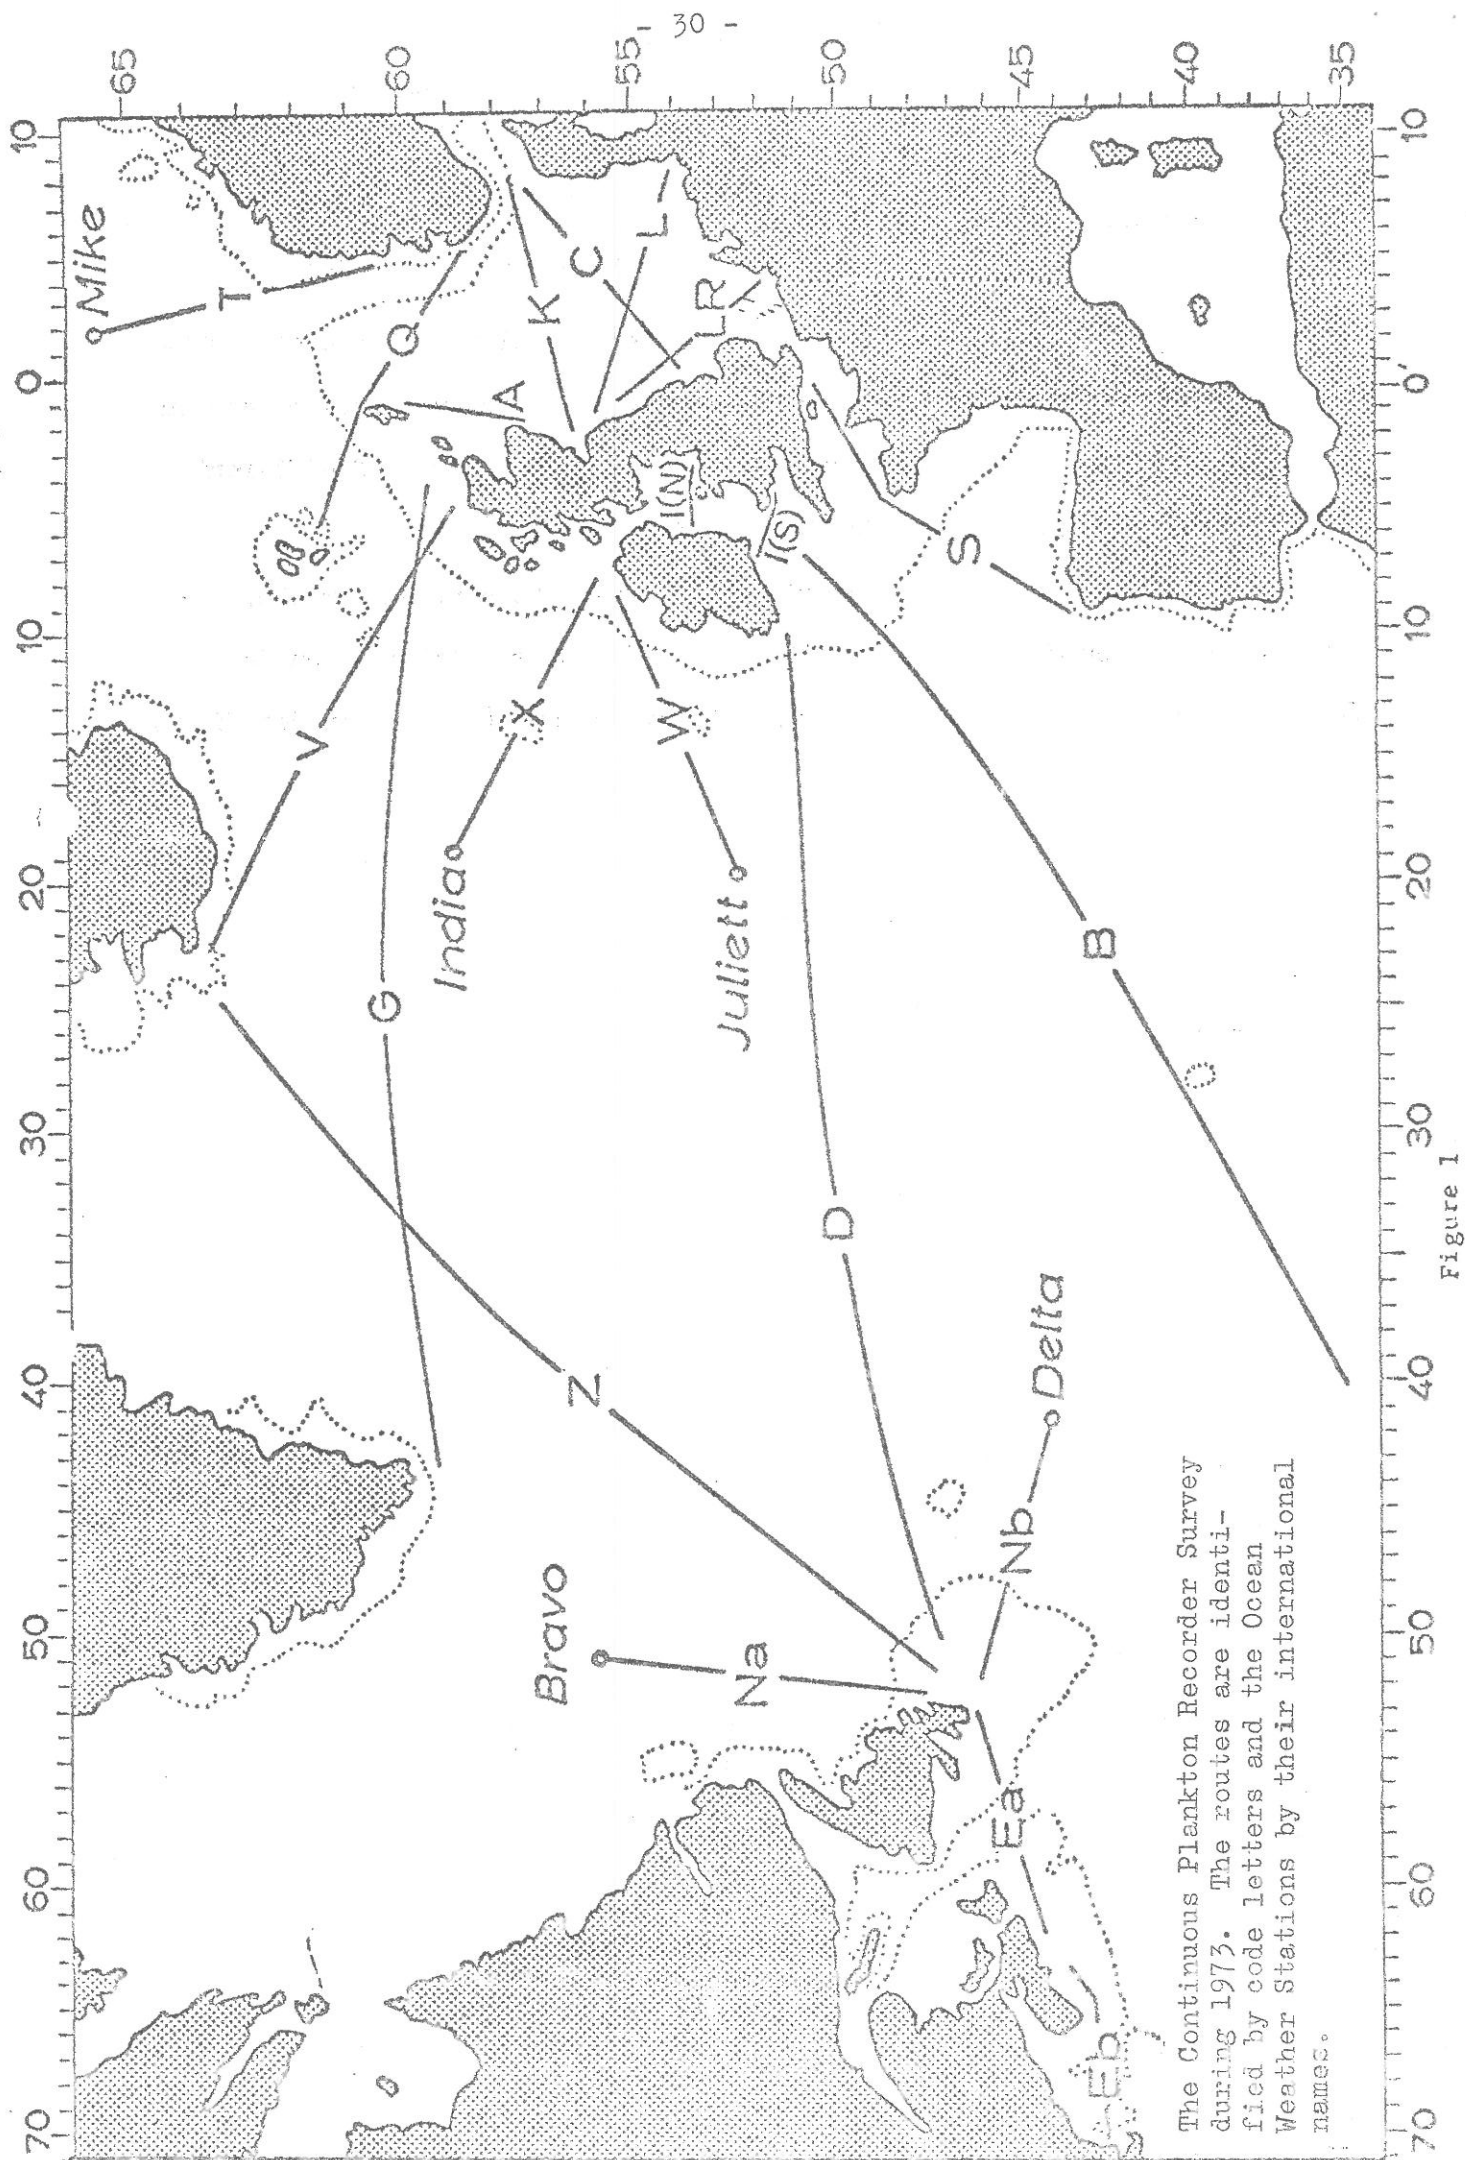 - 30 -
70
60
50
40
30
20
10
0
10
65
60
55
50
45
40
35
70
60
50
40
30
20
10
0
10
Mike
T
O
A
K
C
L
LR
I(N)
I(S)
V
G
X
W
India
Juliett
S
B
D
Z
Bravo
Na
Nb
Delta
Ea
Eb
The Continuous Plankton Recorder Survey
during 1973. The routes are identi-
fied by code letters and the Ocean
Weather Stations by their international
names.
Figure 1